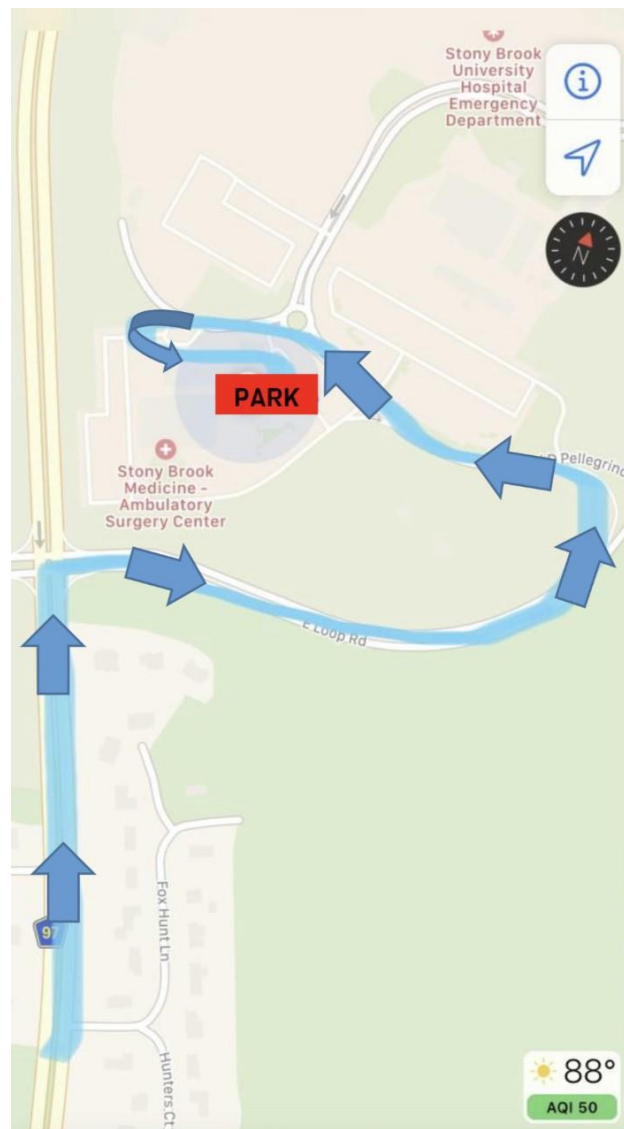 Stony Brook
University
Hospital
Emergency
Department
N
PARK
Stony Brook
Medicine -
Ambulatory
Surgery Center
Pellegrino
E Loop Rd
Fox Hunt Ln
97
Hunters Ct
88°
AQI 50